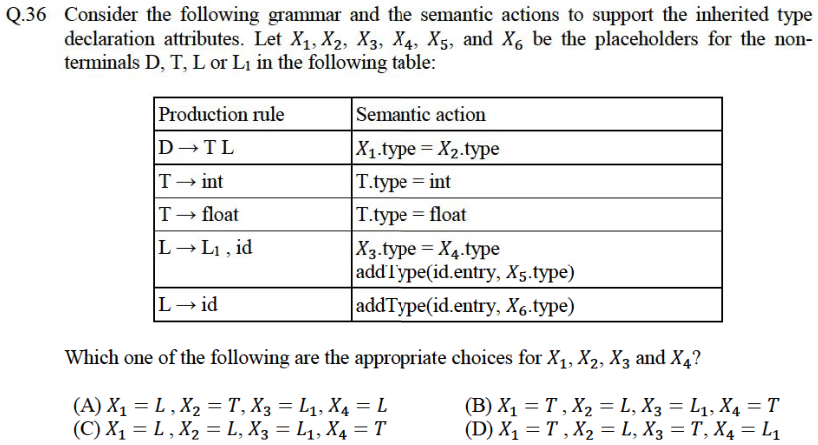 Q.36 Consider the following grammar and the semantic actions to support the inherited type
declaration attributes. Let X₁, X₂, X₃, X₄, X₅, and X₆ be the placeholders for the non-
terminals D, T, L or L₁ in the following table:
Production rule Semantic action
D → T L X₁.type = X₂.type
T → int T.type = int
T → float T.type = float
L → L₁ , id X₃.type = X₄.type
addType(id.entry, X₅.type)
L → id addType(id.entry, X₆.type)
Which one of the following are the appropriate choices for X₁, X₂, X₃ and X₄?
(A) X₁ = L , X₂ = T, X₃ = L₁, X₄ = L (B) X₁ = T , X₂ = L, X₃ = L₁, X₄ = T
(C) X₁ = L , X₂ = L, X₃ = L₁, X₄ = T (D) X₁ = T , X₂ = L, X₃ = T, X₄ = L₁